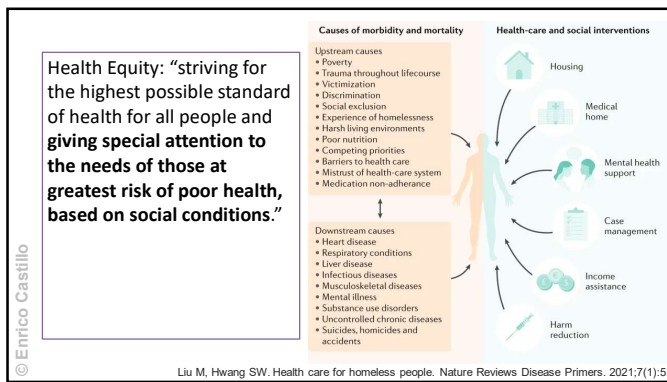 Health Equity: “striving for
the highest possible standard
of health for all people and
giving special attention to
the needs of those at
greatest risk of poor health,
based on social conditions.”
© Enrico Castillo
Causes of morbidity and mortality
Upstream causes
• Poverty
• Trauma throughout lifecourse
• Victimization
• Discrimination
• Social exclusion
• Experience of homelessness
• Harsh living environments
• Poor nutrition
• Competing priorities
• Barriers to health care
• Mistrust of health-care system
• Medication non-adherance
Downstream causes
• Heart disease
• Respiratory conditions
• Liver disease
• Infectious diseases
• Musculoskeletal diseases
• Mental illness
• Substance use disorders
• Uncontrolled chronic diseases
• Suicides, homicides and
accidents
Health-care and social interventions
Housing
Medical
home
Mental health
support
Case
management
Income
assistance
Harm
reduction
Liu M, Hwang SW. Health care for homeless people. Nature Reviews Disease Primers. 2021;7(1):5